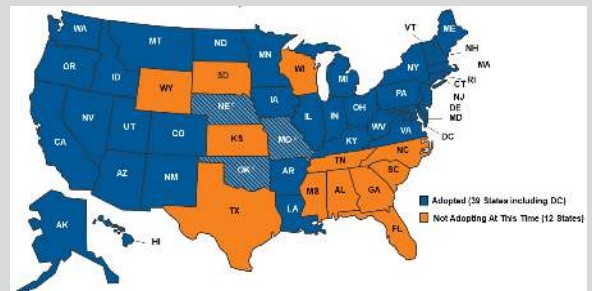 WA
MT
ND
MN
VT
ME
OR
ID
SD
WI
MI
NY
NH
MA
WY
IA
PA
CT
RI
NE
NJ
NV
UT
CO
IL
IN
OH
DE
MD
CA
KS
MO
KY
WV
VA
DC
AZ
NM
OK
AR
TN
NC
SC
MS
AL
GA
TX
LA
FL
AK
HI
Adopted (39 States including DC)
Not Adopting At This Time (12 States)